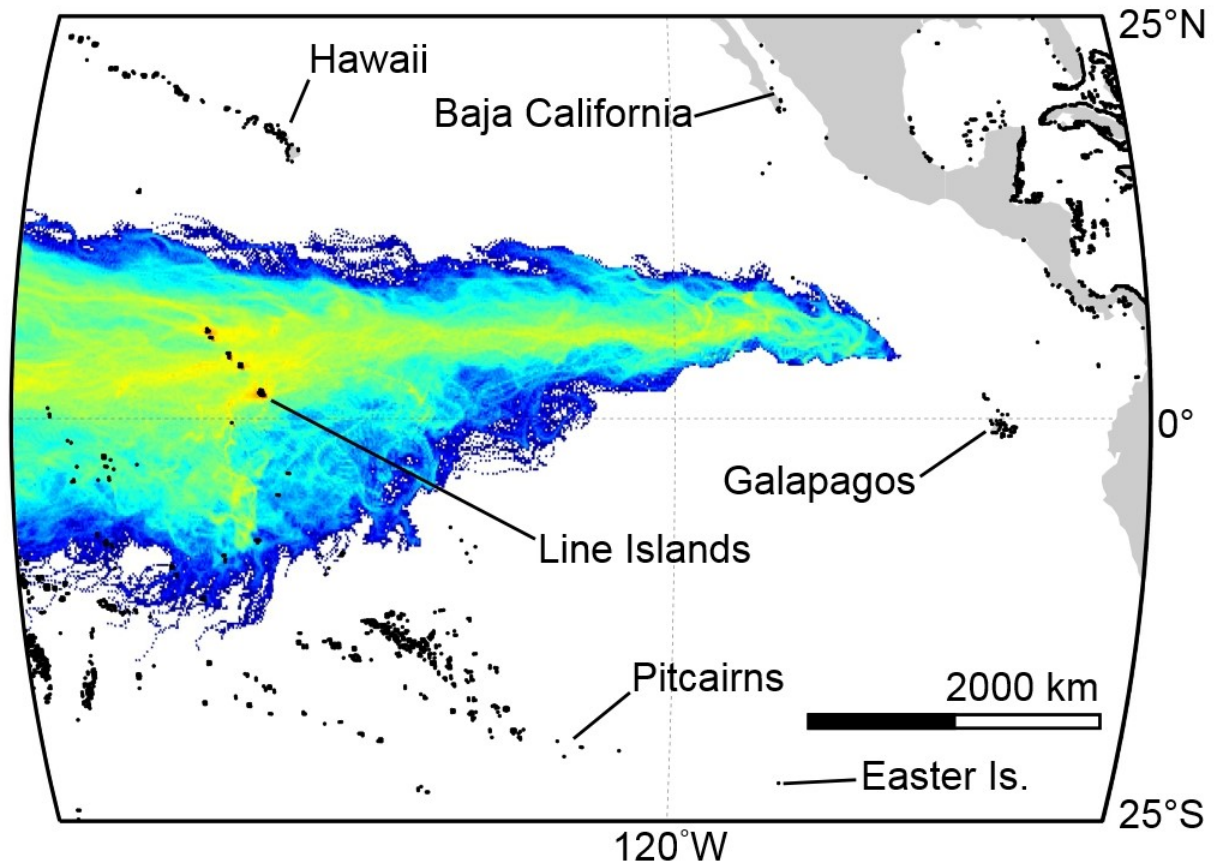 25°N
Hawaii
Baja California
0°
Galapagos
Line Islands
Pitcairns
2000 km
Easter Is.
25°S
120°W